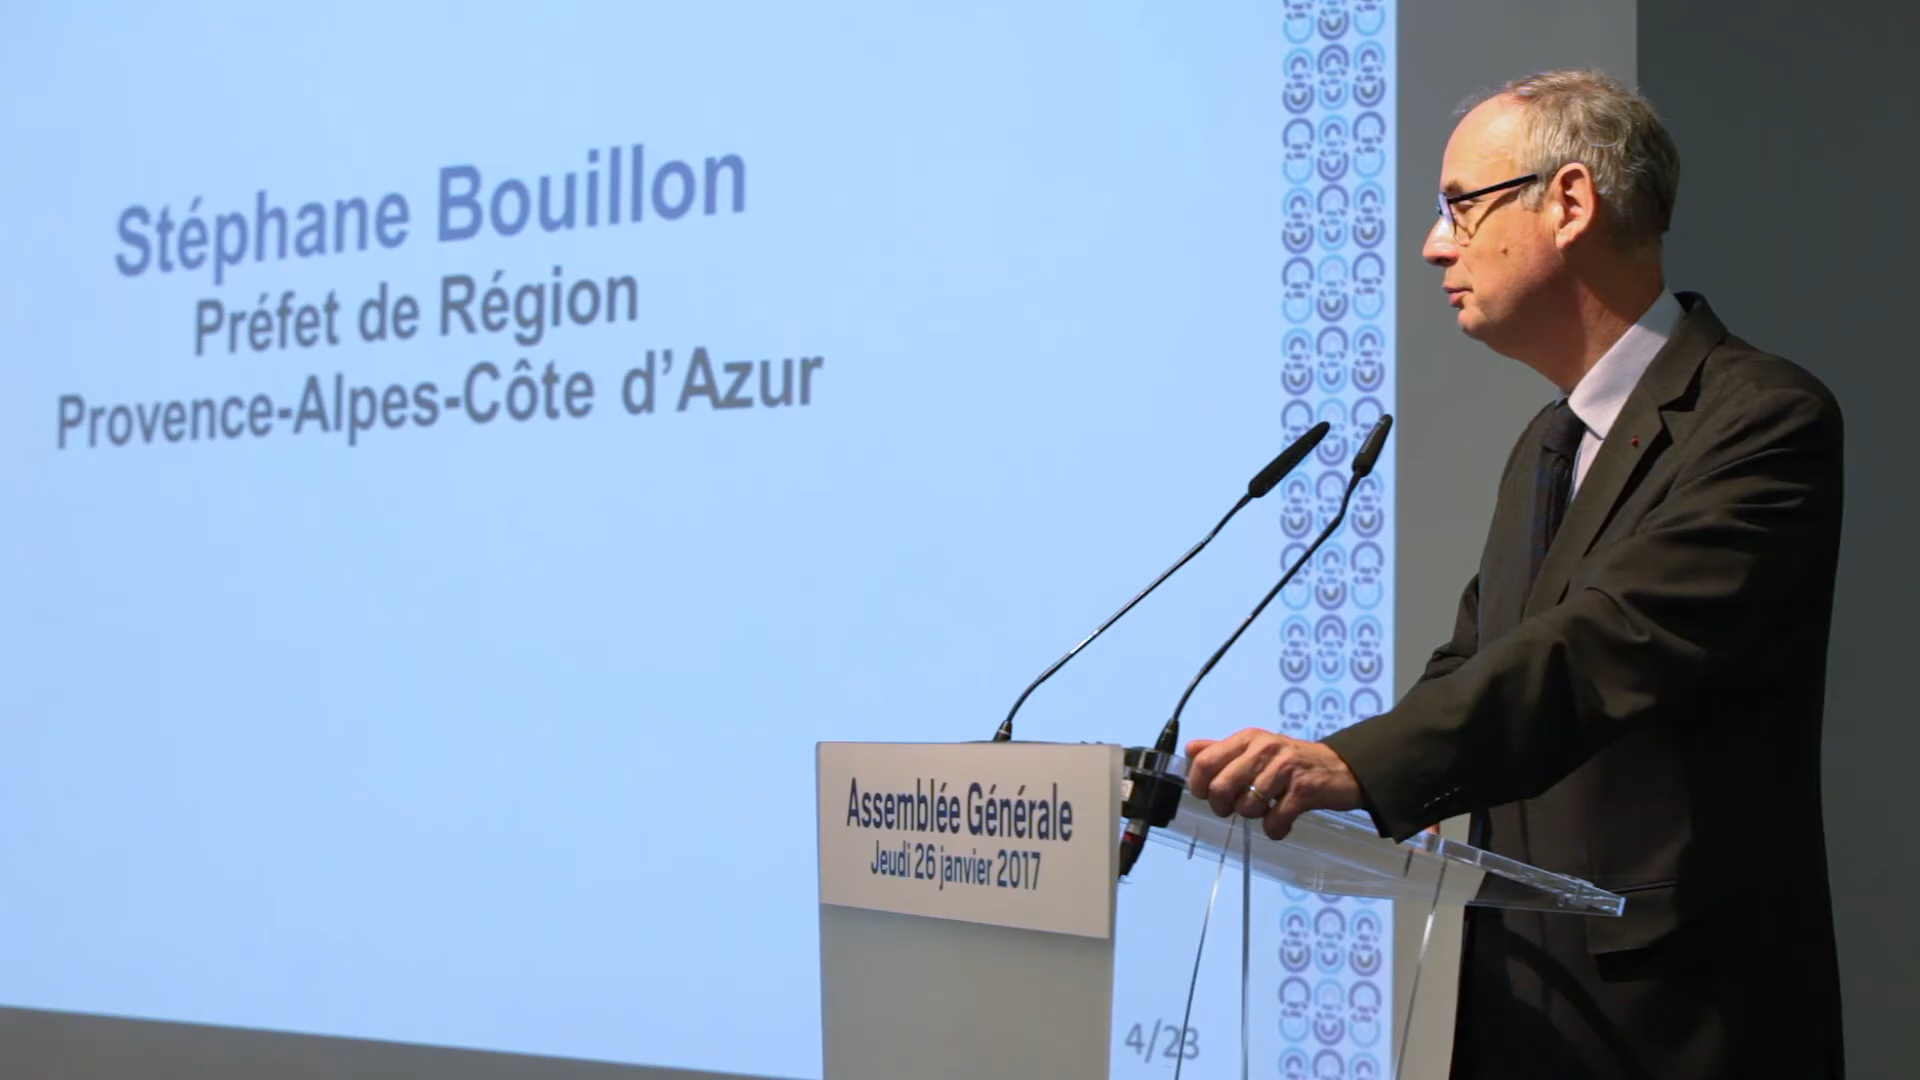 Stéphane Bouillon
Préfet de Région
Provence-Alpes-Côte d’Azur
Assemblée Générale
Jeudi 26 janvier 2017
4/23